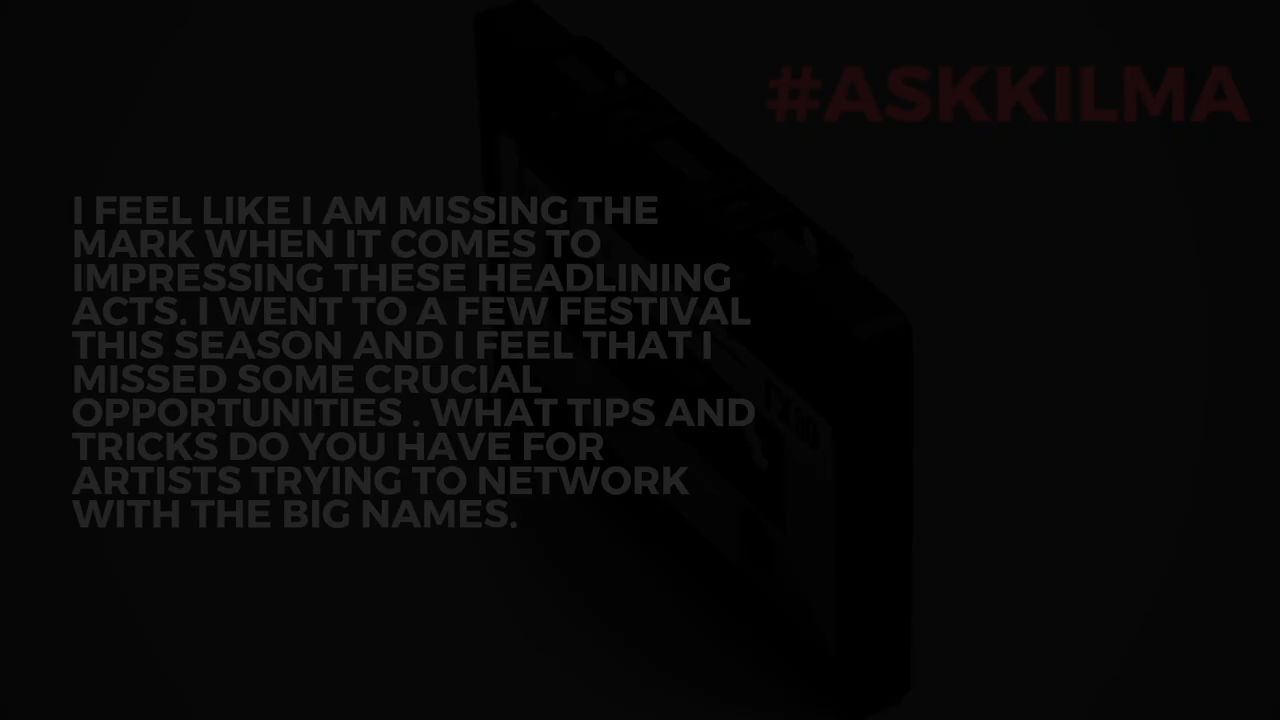 #ASKKILMA
I FEEL LIKE I AM MISSING THE
MARK WHEN IT COMES TO
IMPRESSING THESE HEADLINING
ACTS. I WENT TO A FEW FESTIVAL
THIS SEASON AND I FEEL THAT I
MISSED SOME CRUCIAL
OPPORTUNITIES . WHAT TIPS AND
TRICKS DO YOU HAVE FOR
ARTISTS TRYING TO NETWORK
WITH THE BIG NAMES.